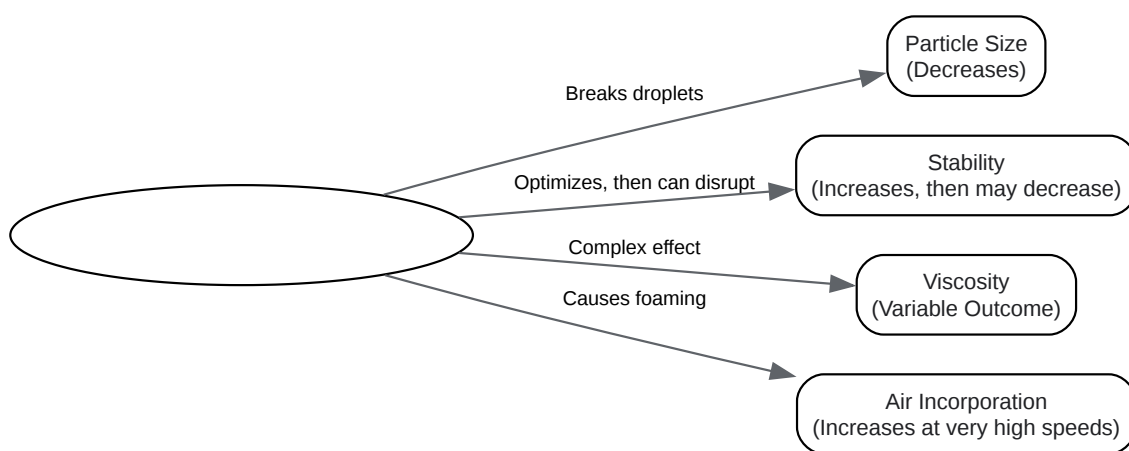 Particle Size
(Decreases)
Breaks droplets
Stability
(Increases, then may decrease)
Optimizes, then can disrupt
Complex effect
Viscosity
(Variable Outcome)
Causes foaming
Air Incorporation
(Increases at very high speeds)